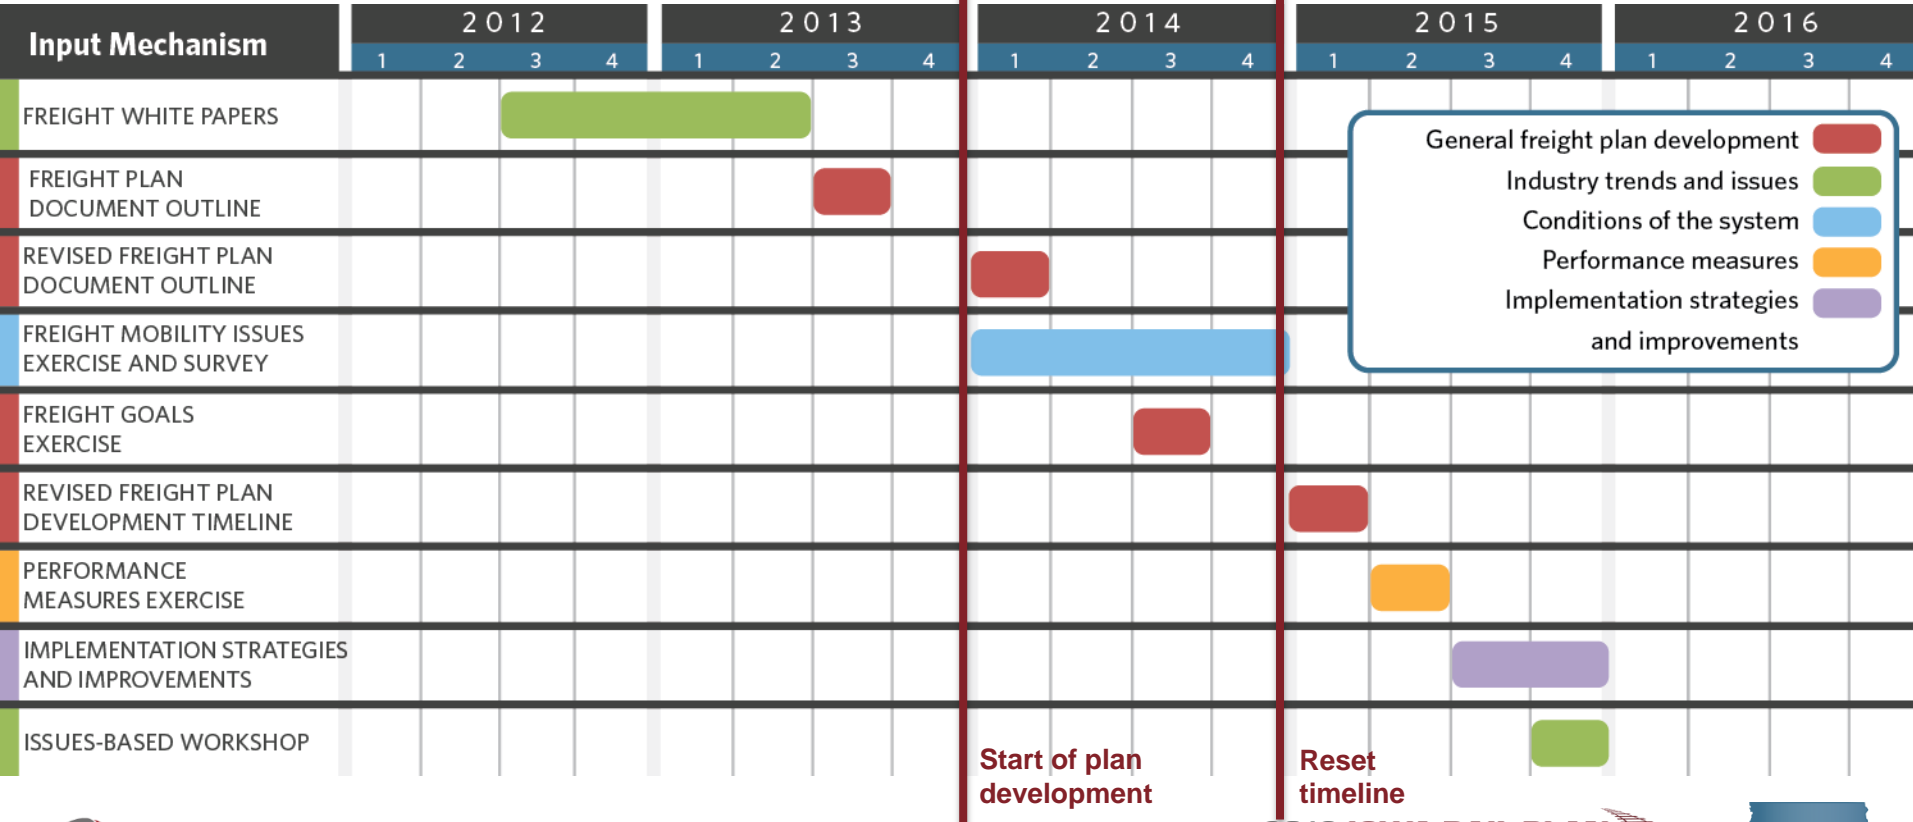 Input Mechanism
2012 2013 2014 2015 2016
1 2 3 4 1 2 3 4 1 2 3 4 1 2 3 4 1 2 3 4
FREIGHT WHITE PAPERS
FREIGHT PLAN
DOCUMENT OUTLINE
REVISED FREIGHT PLAN
DOCUMENT OUTLINE
FREIGHT MOBILITY ISSUES
EXERCISE AND SURVEY
FREIGHT GOALS
EXERCISE
REVISED FREIGHT PLAN
DEVELOPMENT TIMELINE
PERFORMANCE
MEASURES EXERCISE
IMPLEMENTATION STRATEGIES
AND IMPROVEMENTS
ISSUES-BASED WORKSHOP
General freight plan development
Industry trends and issues
Conditions of the system
Performance measures
Implementation strategies
and improvements
Start of plan
development
Reset
timeline